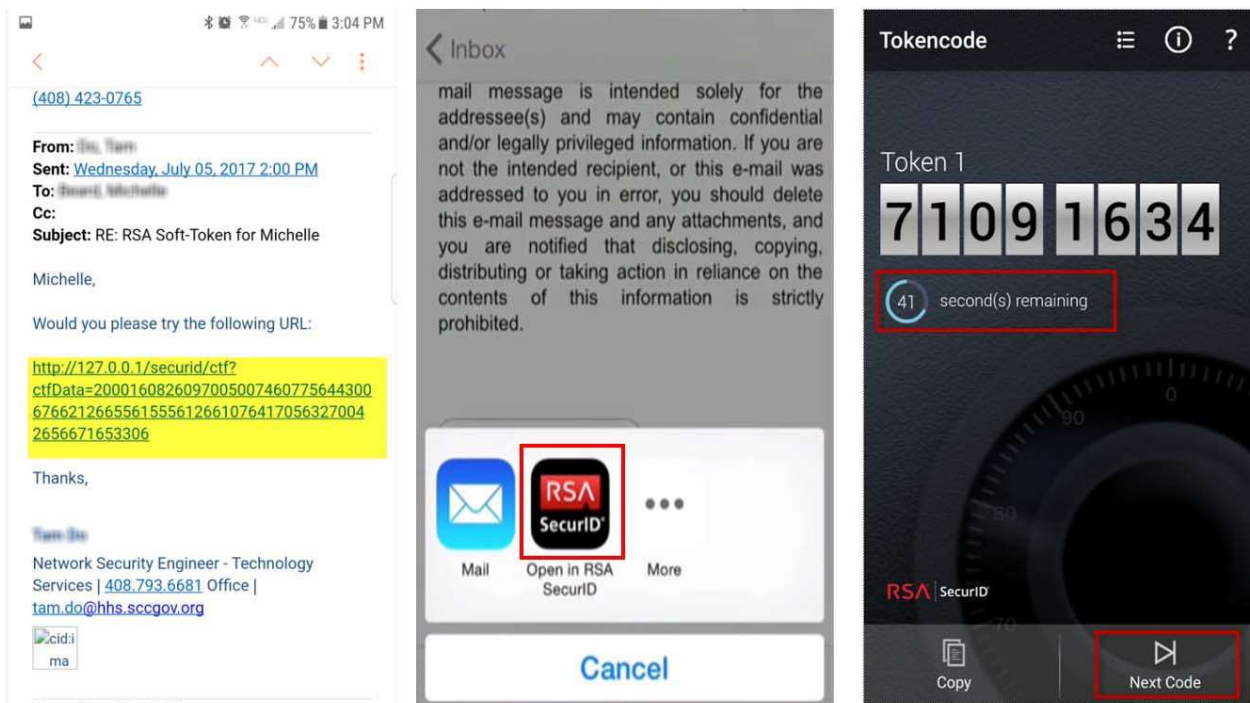 75% 3:04 PM
(408) 423-0765
From:
Sent: Wednesday, July 05, 2017 2:00 PM
To:
Cc:
Subject: RE: RSA Soft-Token for Michelle
Michelle,
Would you please try the following URL:
http://127.0.0.1/securid/ctf?
ctfData=2000160826097005007460775644300
6766212665561555612661076417056327004
2656671653306
Thanks,
Network Security Engineer - Technology
Services | 408.793.6681 Office |
tam.do@hhs.sccgov.org
cid:i
ma
Inbox
mail message is intended solely for the
addressee(s) and may contain confidential
and/or legally privileged information. If you are
not the intended recipient, or this e-mail was
addressed to you in error, you should delete
this e-mail message and any attachments, and
you are notified that disclosing, copying,
distributing or taking action in reliance on the
contents of this information is strictly
prohibited.
RSA
SecurID
Mail
Open in RSA
SecurID
More
Cancel
Tokencode
Token 1
7109 1634
41 second(s) remaining
0
90
80
70
RSA SecurID
Copy
Next Code